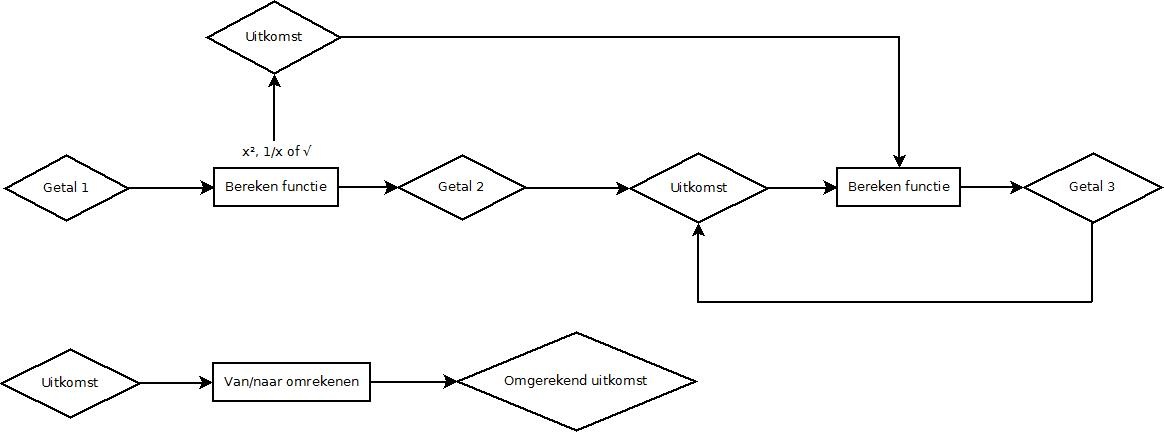 Uitkomst
x², 1/x of √
Getal 1
Bereken functie
Getal 2
Uitkomst
Bereken functie
Getal 3
Uitkomst
Van/naar omrekenen
Omgerekend uitkomst